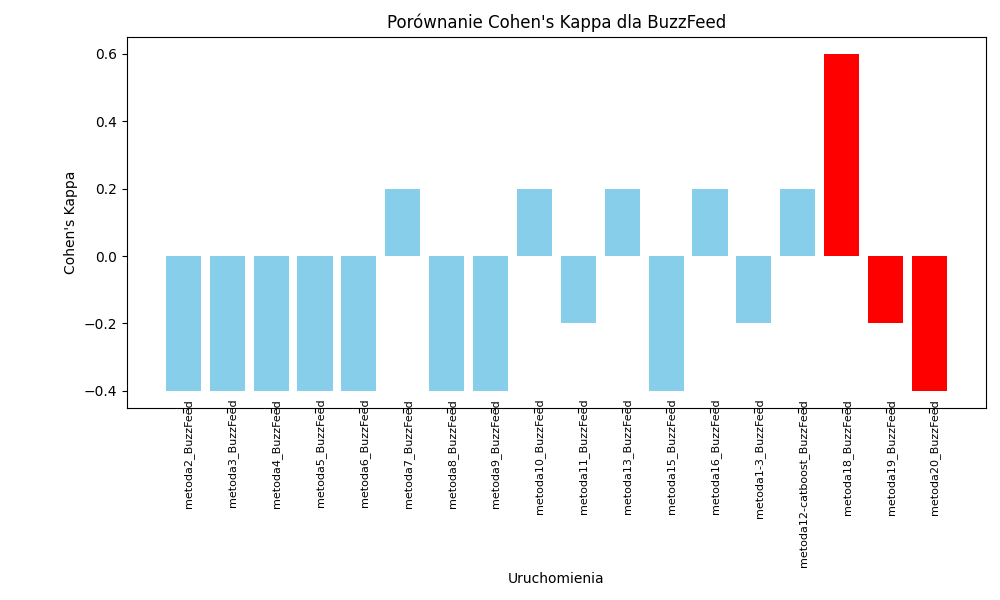 Porównanie Cohen's Kappa dla BuzzFeed
Cohen's Kappa
0.6
0.4
0.2
0.0
−0.2
−0.4
metoda2_BuzzFeed
metoda3_BuzzFeed
metoda4_BuzzFeed
metoda5_BuzzFeed
metoda6_BuzzFeed
metoda7_BuzzFeed
metoda8_BuzzFeed
metoda9_BuzzFeed
metoda10_BuzzFeed
metoda11_BuzzFeed
metoda13_BuzzFeed
metoda15_BuzzFeed
metoda16_BuzzFeed
metoda1-3_BuzzFeed
metoda12-catboost_BuzzFeed
metoda18_BuzzFeed
metoda19_BuzzFeed
metoda20_BuzzFeed
Uruchomienia